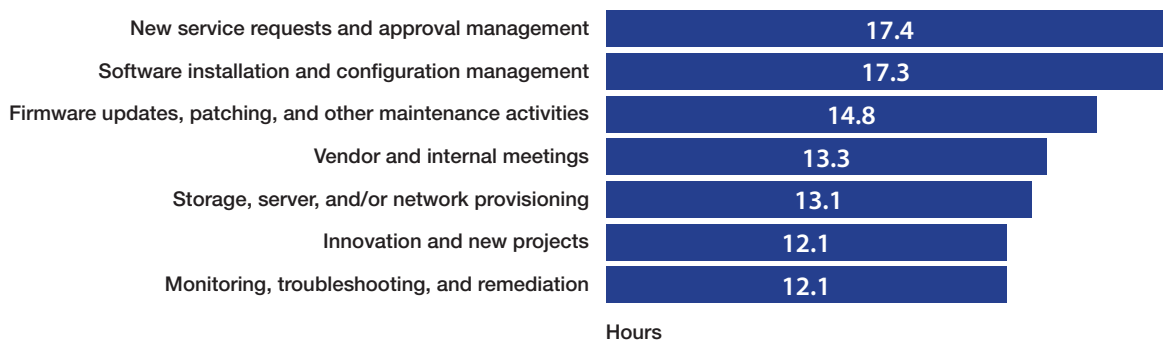 New service requests and approval management 17.4
Software installation and configuration management 17.3
Firmware updates, patching, and other maintenance activities 14.8
Vendor and internal meetings 13.3
Storage, server, and/or network provisioning 13.1
Innovation and new projects 12.1
Monitoring, troubleshooting, and remediation 12.1
Hours